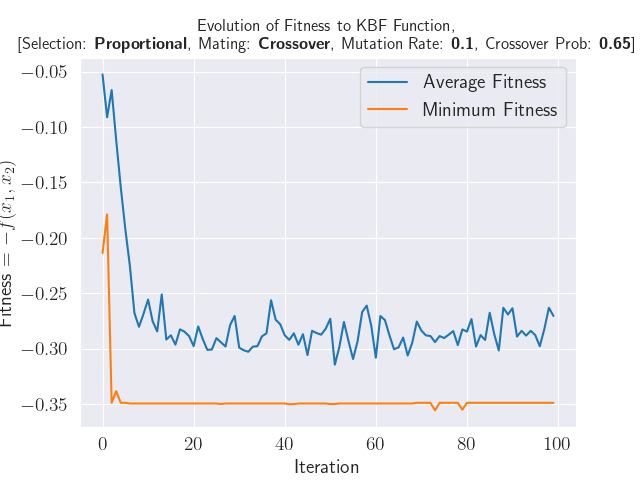 Evolution of Fitness to KBF Function,
[Selection: Proportional, Mating: Crossover, Mutation Rate: 0.1, Crossover Prob: 0.65]
Average Fitness
Minimum Fitness
−0.05
−0.10
−0.15
−0.20
−0.25
−0.30
−0.35
Fitness = −f(x₁, x₂)
0 20 40 60 80 100
Iteration